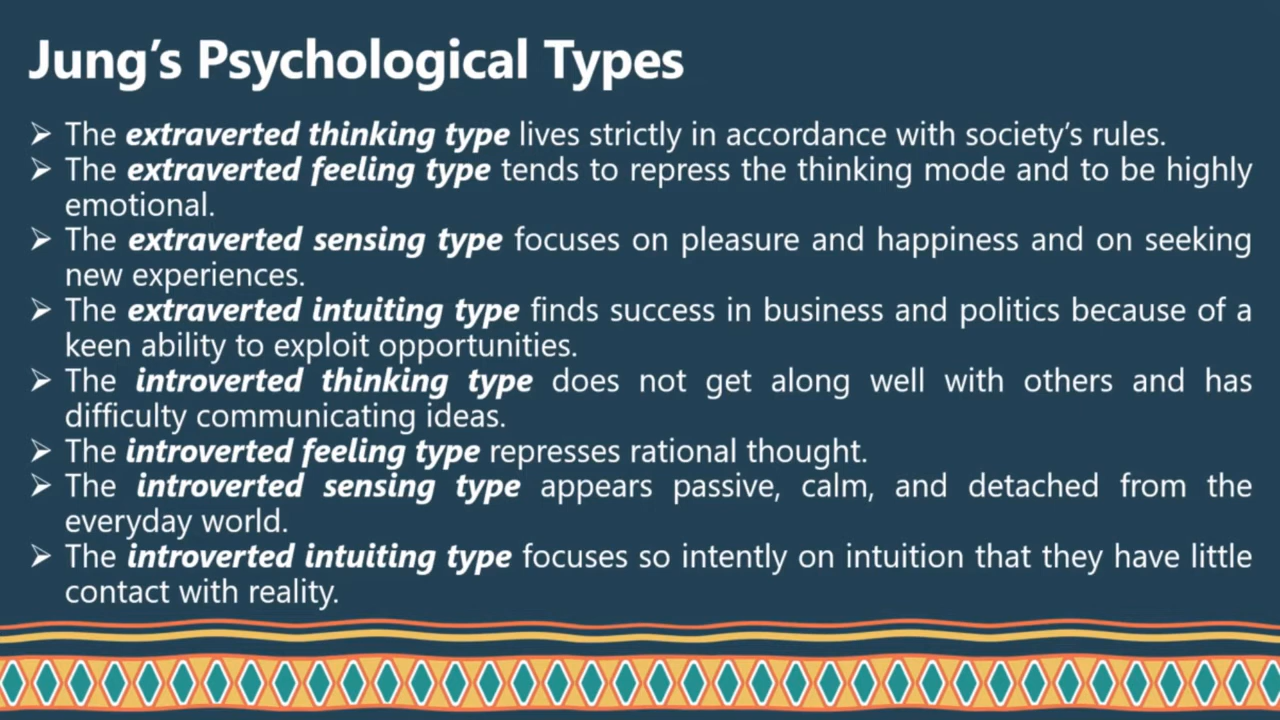 Jung’s Psychological Types
➢ The extraverted thinking type lives strictly in accordance with society’s rules.
➢ The extraverted feeling type tends to repress the thinking mode and to be highly
emotional.
➢ The extraverted sensing type focuses on pleasure and happiness and on seeking
new experiences.
➢ The extraverted intuiting type finds success in business and politics because of a
keen ability to exploit opportunities.
➢ The introverted thinking type does not get along well with others and has
difficulty communicating ideas.
➢ The introverted feeling type represses rational thought.
➢ The introverted sensing type appears passive, calm, and detached from the
everyday world.
➢ The introverted intuiting type focuses so intently on intuition that they have little
contact with reality.